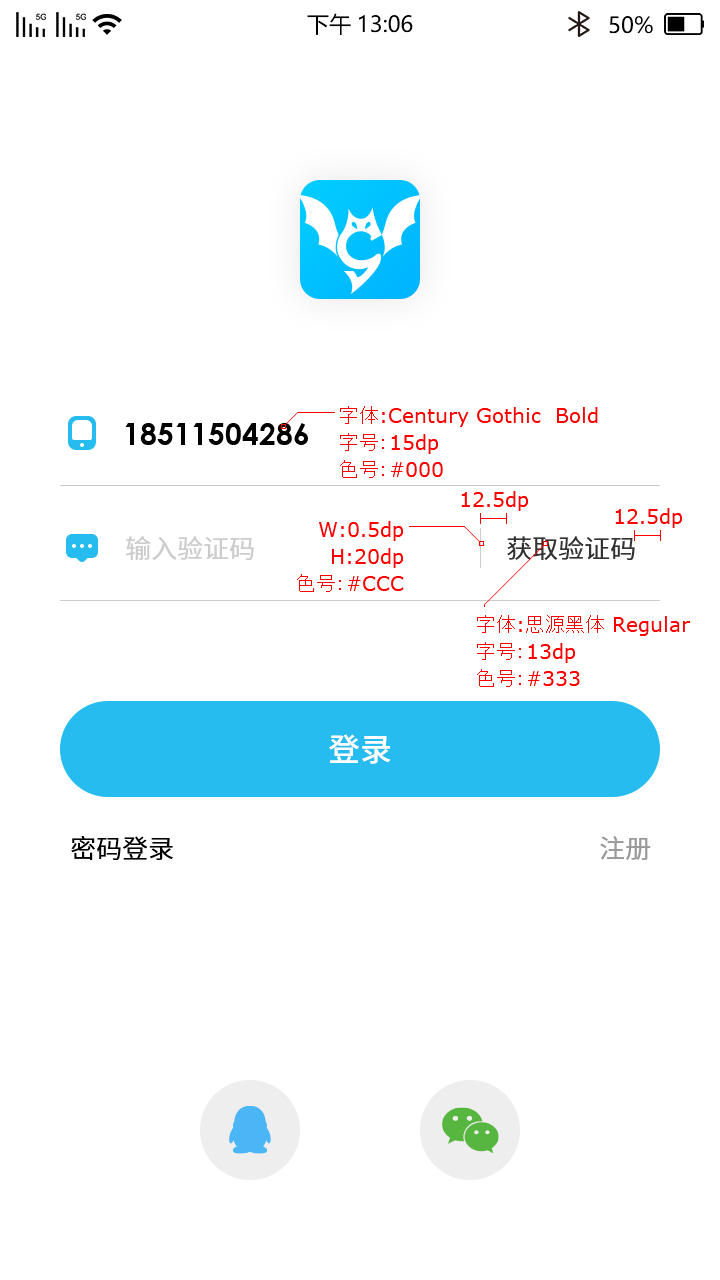 5G 5G 下午 13:06 50%
18511504286
字体:Century Gothic Bold
字号:15dp
色号:#000
12.5dp
12.5dp
W:0.5dp
H:20dp
色号:#CCC
输入验证码
获取验证码
字体:思源黑体 Regular
字号:13dp
色号:#333
登录
密码登录
注册